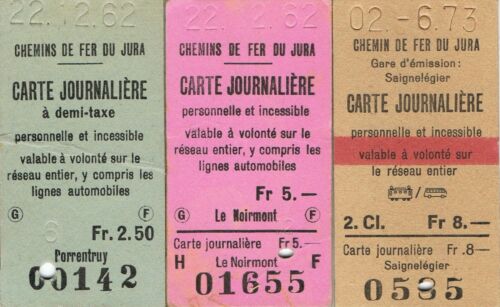 22. 12. 62
CHEMINS DE FER DU JURA
CARTE JOURNALIÈRE
à demi-taxe
personnelle et incessible
valable à volonté sur le
réseau entier, y compris les
lignes automobiles
G F
Fr. 2.50
Porrentruy
00142
22. 2. 62
CHEMINS DE FER DU JURA
CARTE JOURNALIÈRE
personnelle et incessible
valable à volonté sur le
réseau entier, y compris les
lignes automobiles
Fr 5.—
G Le Noirmont F
Carte journalière Fr 5.—
H Le Noirmont F
01655
02.-6.73
CHEMIN DE FER DU JURA
Gare d'émission:
Saignelégier
CARTE JOURNALIÈRE
personnelle et incessible
valable à volonté sur
le réseau entier
/
2. Cl. Fr 8.—
Carte journalière Fr .8—
Saignelégier
0535